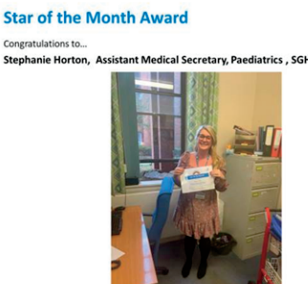 Star of the Month Award
Congratulations to...
Stephanie Horton, Assistant Medical Secretary, Paediatrics , SGH